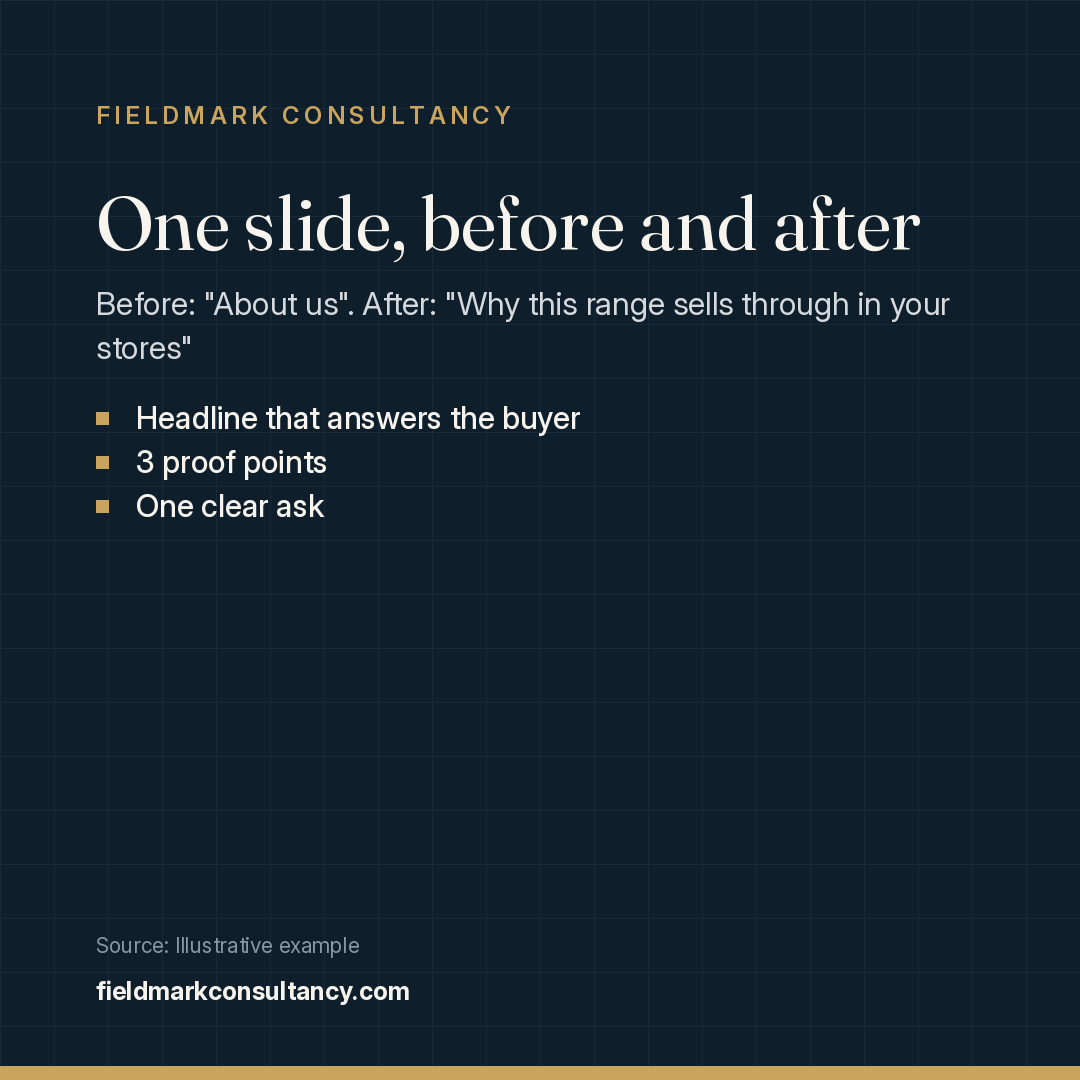 FIELDMARK CONSULTANCY
One slide, before and after
Before: "About us". After: "Why this range sells through in your
stores"
Headline that answers the buyer
3 proof points
One clear ask
Source: Illustrative example
fieldmarkconsultancy.com